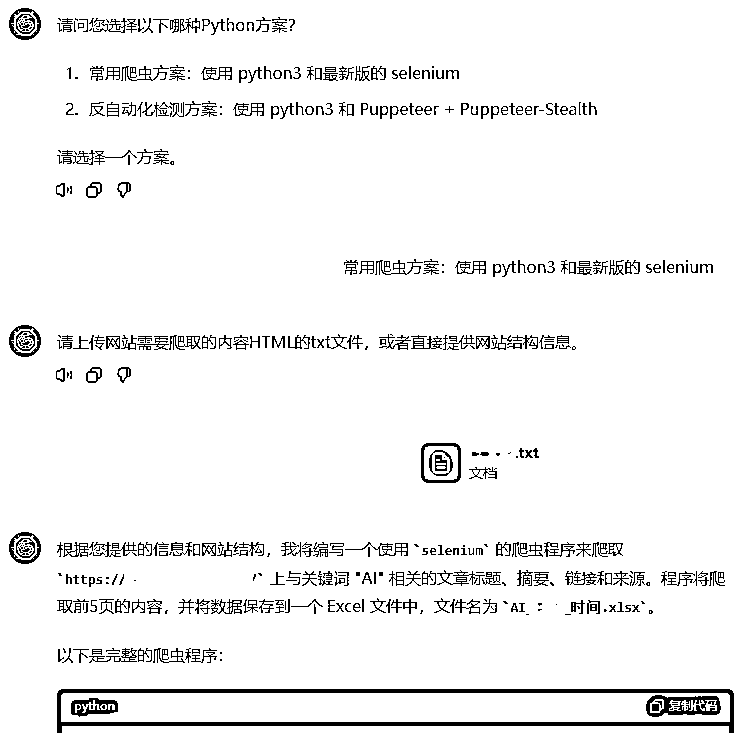 请问您选择以下哪种Python方案？
1. 常用爬虫方案：使用 python3 和最新版的 selenium
2. 反自动化检测方案：使用 python3 和 Puppeteer + Puppeteer-Stealth
请选择一个方案。
常用爬虫方案：使用 python3 和最新版的 selenium
请上传网站需要爬取的内容HTML的txt文件，或者直接提供网站结构信息。
.txt
文档
根据您提供的信息和网站结构，我将编写一个使用 `selenium` 的爬虫程序来爬取
`https:// /` 上与关键词 "AI" 相关的文章标题、摘要、链接和来源。程序将爬
取前5页的内容，并将数据保存到一个 Excel 文件中，文件名为 `AI_ _时间.xlsx`。
以下是完整的爬虫程序：
python
复制代码